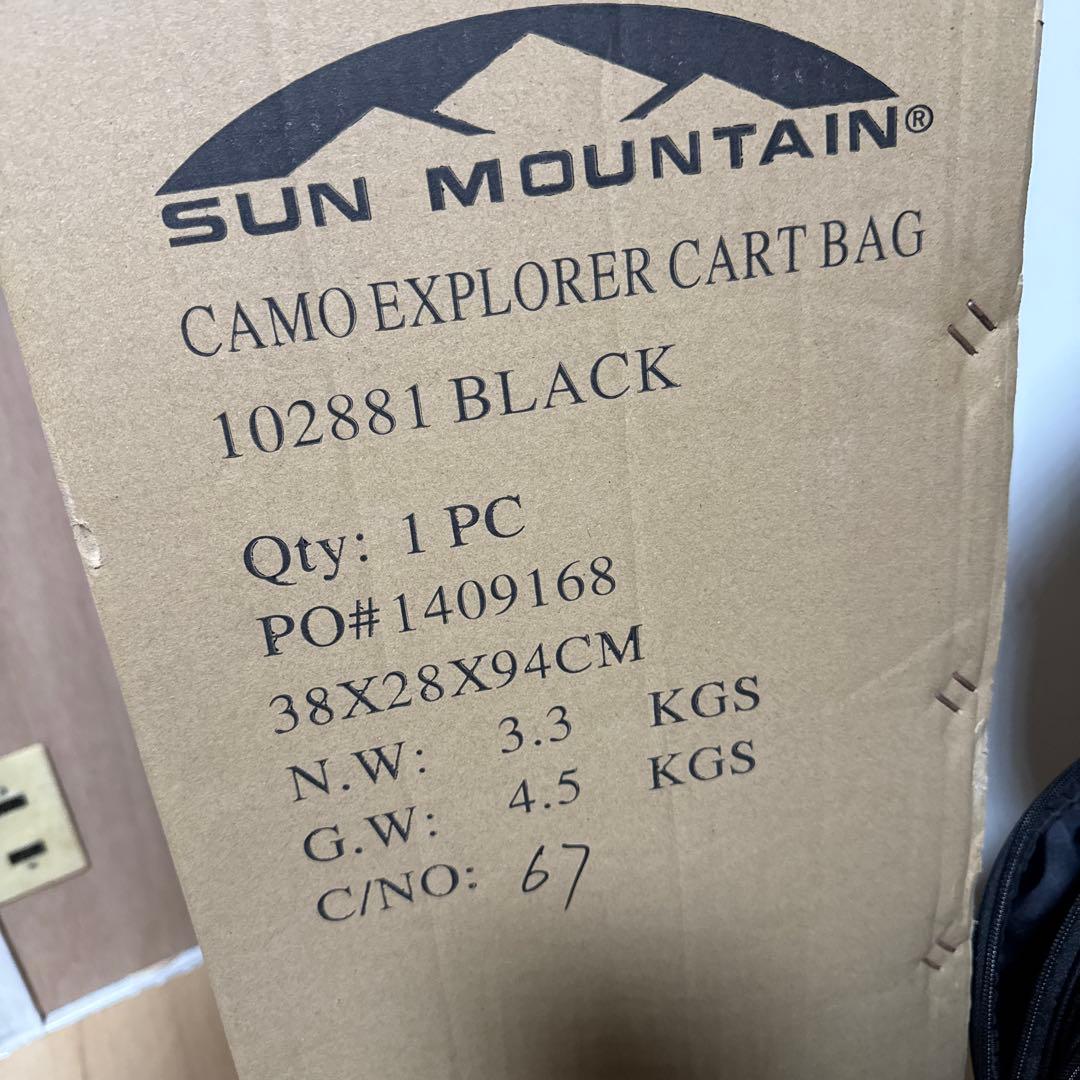 SUN MOUNTAIN®
CAMO EXPLORER CART BAG
102881 BLACK
Qty: 1 PC
PO#1409168
38X28X94CM
N.W: 3.3 KGS
G.W: 4.5 KGS
C/NO: 67